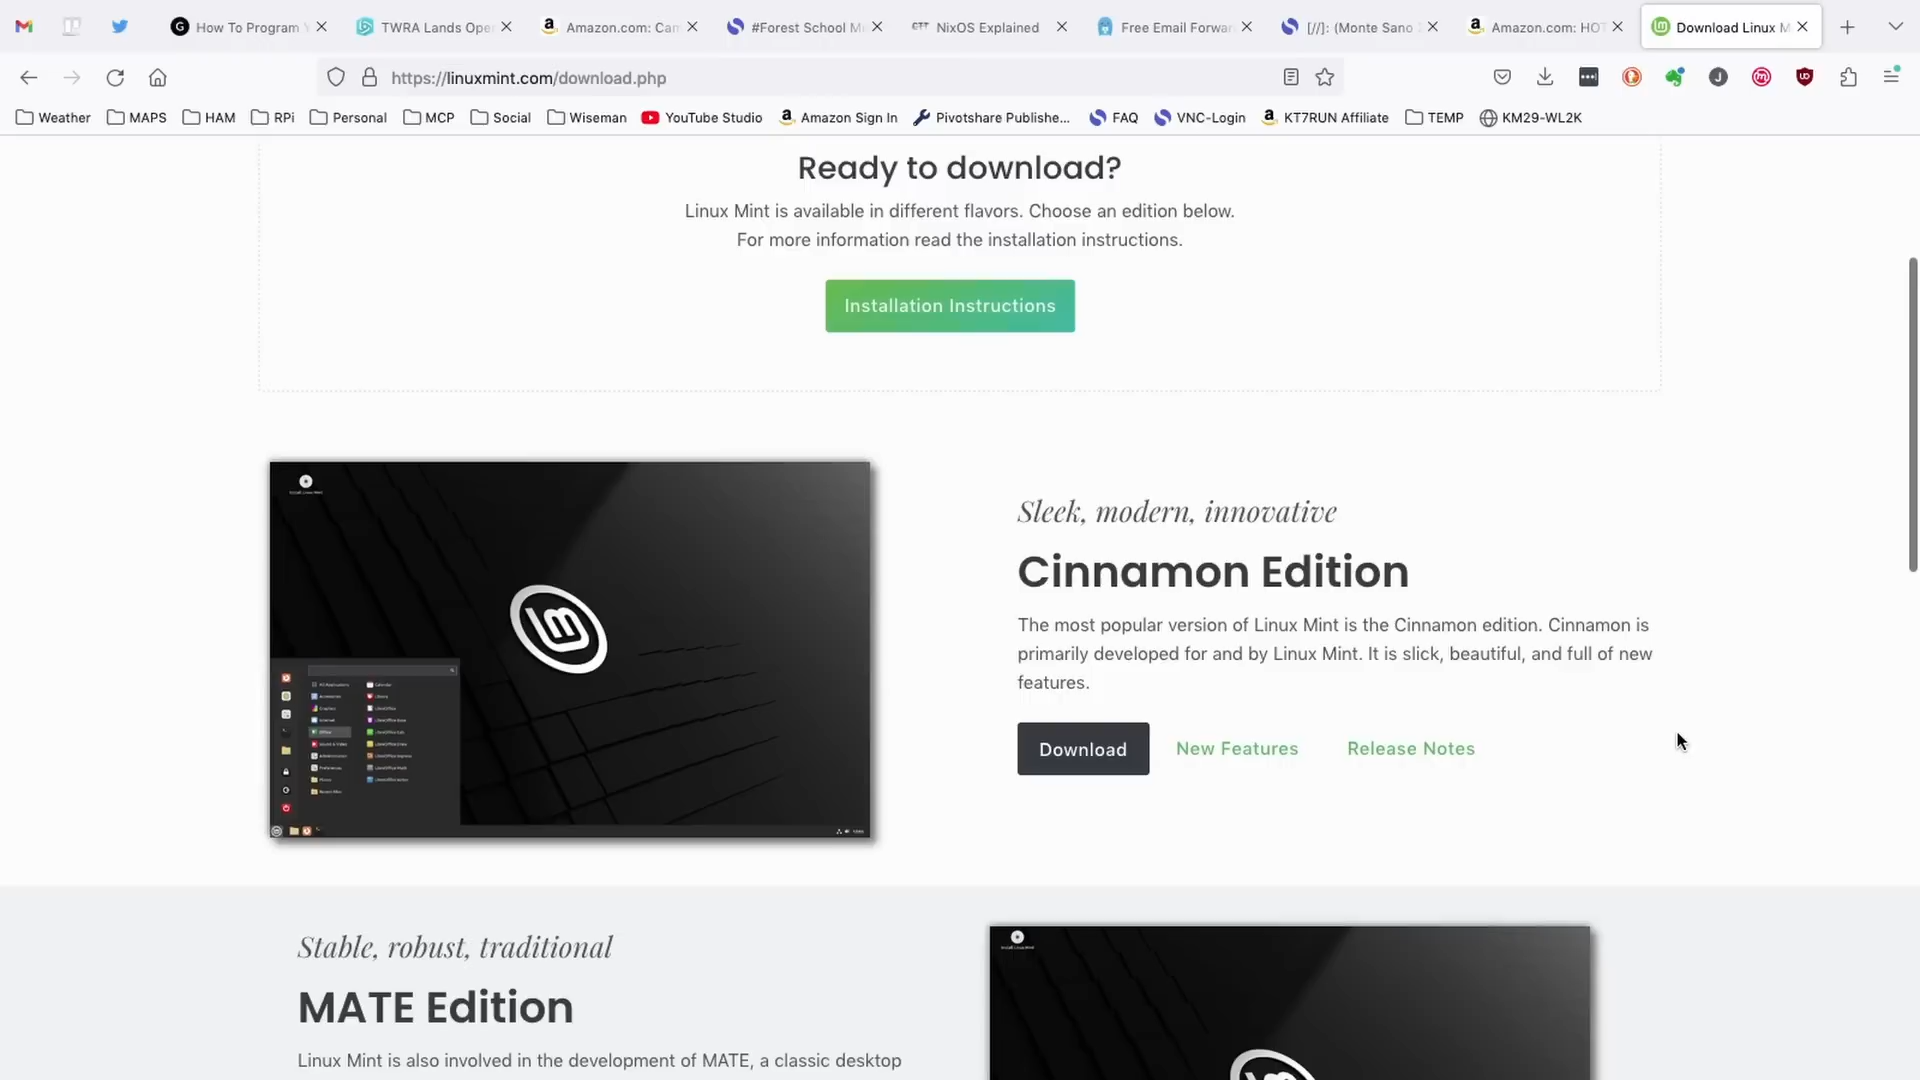 How To Program Y
TWRA Lands Ope
Amazon.com: Cam
#Forest School M
NixOS Explained
Free Email Forwar
[//]: (Monte Sano
Amazon.com: HOT
Download Linux M
https://linuxmint.com/download.php
Weather
MAPS
HAM
RPi
Personal
MCP
Social
Wiseman
YouTube Studio
Amazon Sign In
Pivotshare Publishe...
FAQ
VNC-Login
KT7RUN Affiliate
TEMP
KM29-WL2K
Ready to download?
Linux Mint is available in different flavors. Choose an edition below.
For more information read the installation instructions.
Installation Instructions
Sleek, modern, innovative
Cinnamon Edition
The most popular version of Linux Mint is the Cinnamon edition. Cinnamon is
primarily developed for and by Linux Mint. It is slick, beautiful, and full of new
features.
Download
New Features
Release Notes
Stable, robust, traditional
MATE Edition
Linux Mint is also involved in the development of MATE, a classic desktop